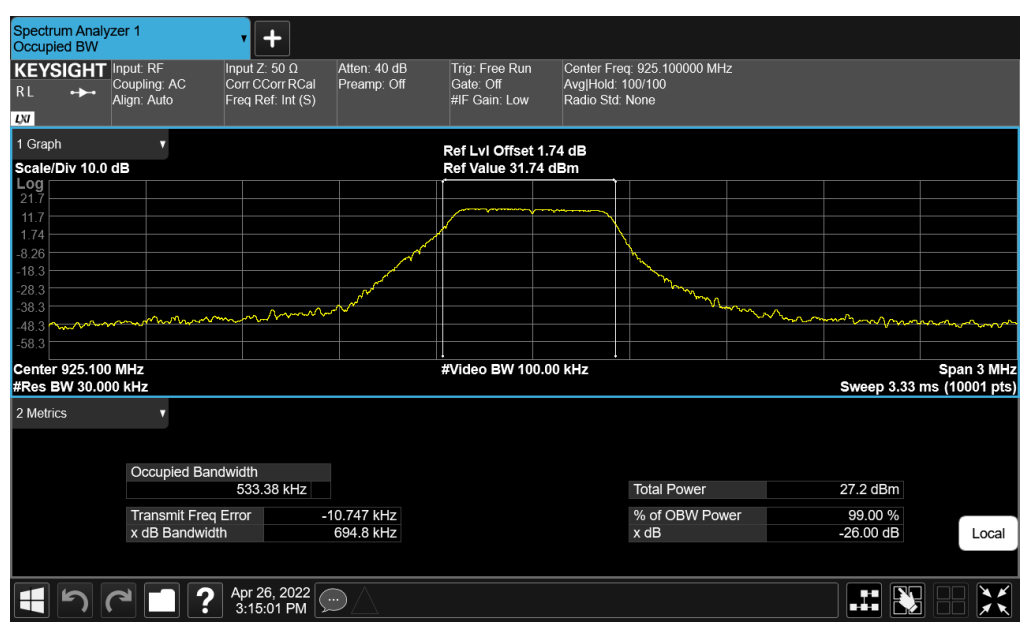 Spectrum Analyzer 1
Occupied BW
KEYSIGHT
R L
LXI
Input: RF
Coupling: AC
Align: Auto
Input Z: 50 Ω
Corr CCorr RCal
Freq Ref: Int (S)
Atten: 40 dB
Preamp: Off
Trig: Free Run
Gate: Off
#IF Gain: Low
Center Freq: 925.100000 MHz
Avg|Hold: 100/100
Radio Std: None
1 Graph
Scale/Div 10.0 dB
Ref Lvl Offset 1.74 dB
Ref Value 31.74 dBm
Log
21.7
11.7
1.74
-8.26
-18.3
-28.3
-38.3
-48.3
-58.3
Center 925.100 MHz
#Video BW 100.00 kHz
Span 3 MHz
#Res BW 30.000 kHz
Sweep 3.33 ms (10001 pts)
2 Metrics
Occupied Bandwidth
533.38 kHz
Total Power 27.2 dBm
Transmit Freq Error -10.747 kHz
% of OBW Power 99.00 %
x dB Bandwidth 694.8 kHz
x dB -26.00 dB
Local
?
Apr 26, 2022
3:15:01 PM